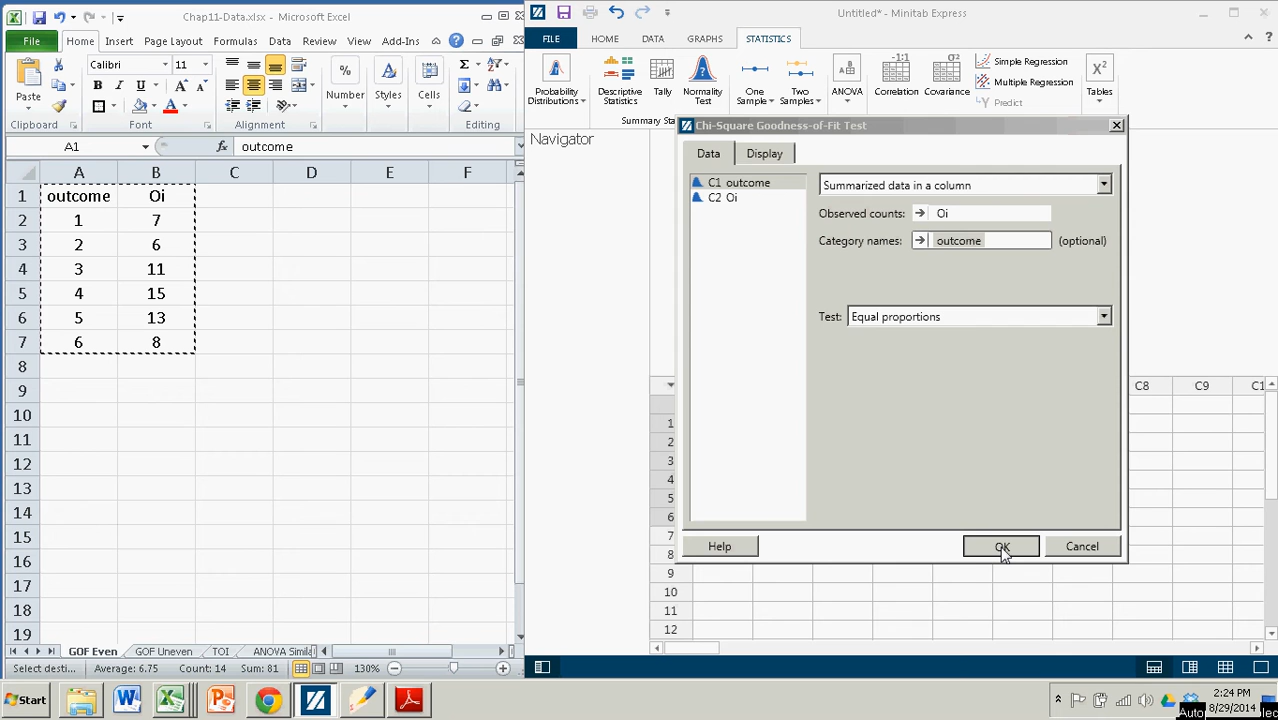 Chap11-Data.xlsx - Microsoft Excel
File Home Insert Page Layout Formulas Data Review View Add-Ins
Calibri 11
Paste
B I U
A
Number Styles Cells
Clipboard Font Alignment Editing
A1 fx outcome
A B C D E F
1 outcome Oi
2 1 7
3 2 6
4 3 11
5 4 15
6 5 13
7 6 8
8
9
10
11
12
13
14
15
16
17
18
19
GOF Even GOF Uneven TOI ANOVA Simila
Select desti Average: 6.75 Count: 14 Sum: 81 130%
Untitled* - Minitab Express
FILE HOME DATA GRAPHS STATISTICS
Probability Distributions
Descriptive Statistics
Tally
Normality Test
One Sample
Two Samples
ANOVA
1-1:1
Correlation
Covariance
Simple Regression
Multiple Regression
Predict
X²
Tables
Navigator
Chi-Square Goodness-of-Fit Test
Data Display
C1 outcome
C2 Oi
Summarized data in a column
Observed counts: Oi
Category names: outcome (optional)
Test: Equal proportions
Help OK Cancel
C8 C9 C1
1
2
3
4
5
6
7
8
9
10
11
12
Start
2:24 PM
8/29/2014